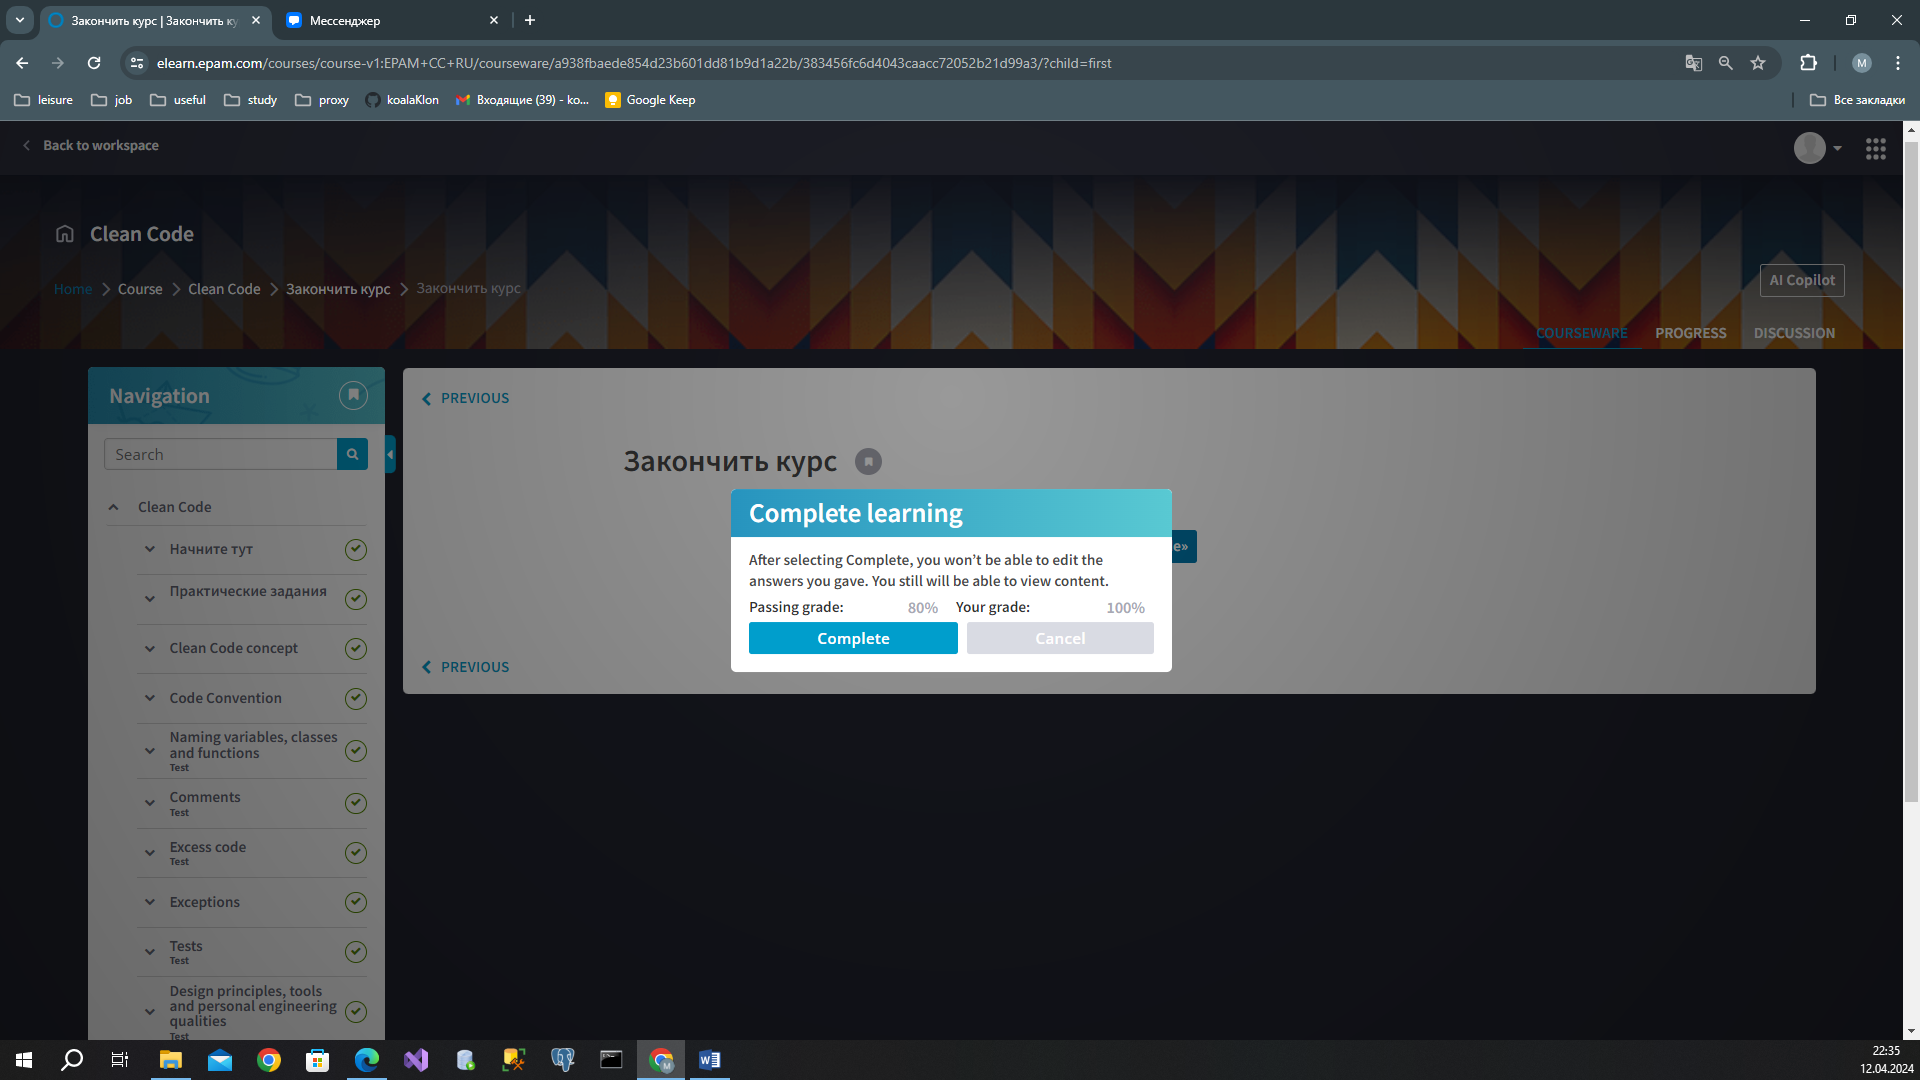 Закончить курс | Закончить ку
Мессенджер
elearn.epam.com/courses/course-v1:EPAM+CC+RU/courseware/a938fbaede854d23b601dd81b9d1a22b/383456fc6d4043caacc72052b21d99a3/?child=first
M
leisure job useful study proxy koalaKlon Входящие (39) - ko... Google Keep Все закладки
Back to workspace
Clean Code
Home Course Clean Code Закончить курс Закончить курс
AI Copilot
COURSEWARE PROGRESS DISCUSSION
Navigation
Search
Clean Code
Начните тут
Практические задания
Clean Code concept
Code Convention
Naming variables, classes
and functions
Test
Comments
Test
Excess code
Test
Exceptions
Tests
Test
Design principles, tools
and personal engineering
qualities
Test
PREVIOUS
Закончить курс
e»
Complete learning
After selecting Complete, you won’t be able to edit the
answers you gave. You still will be able to view content.
Passing grade: 80% Your grade: 100%
Complete Cancel
PREVIOUS
22:35
12.04.2024